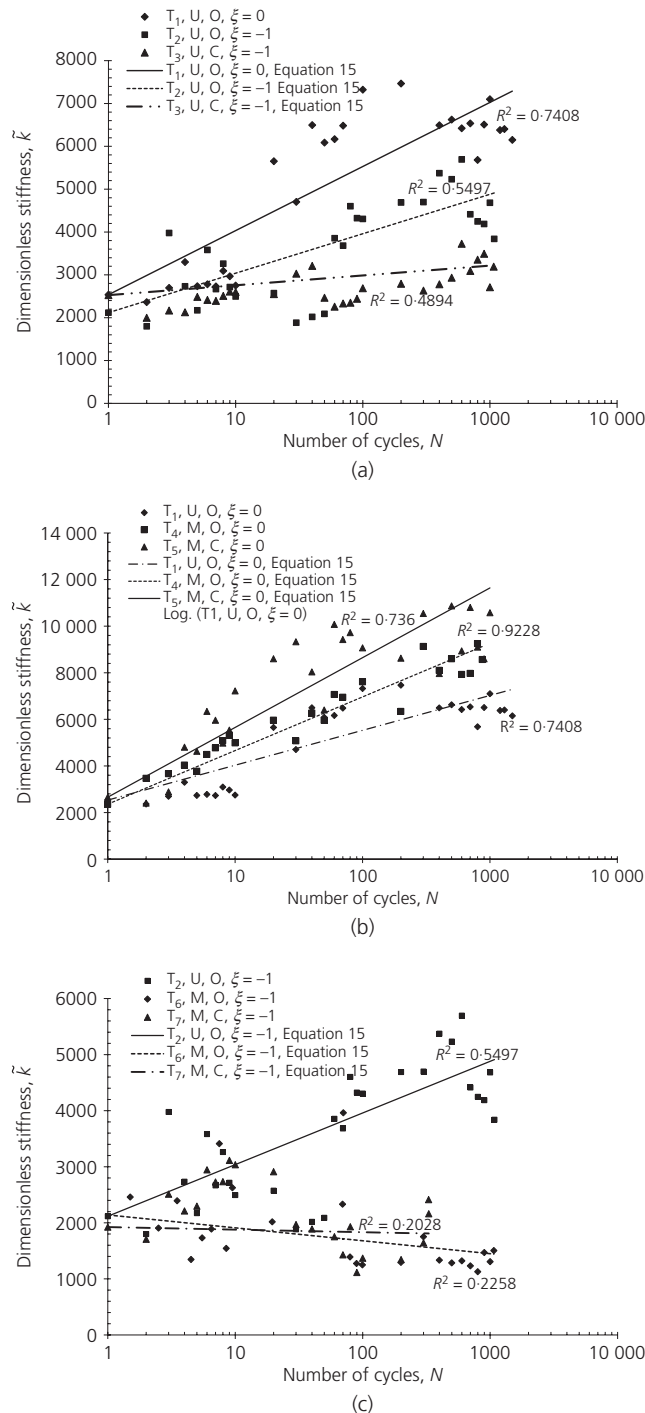 T₁, U, O, ξ = 0
T₂, U, O, ξ = −1
T₃, U, C, ξ = −1
T₁, U, O, ξ = 0, Equation 15
T₂, U, O, ξ = −1 Equation 15
T₃, U, C, ξ = −1, Equation 15
8000
7000
6000
5000
4000
3000
2000
1000
0
Dimensionless stiffness, k̃
R² = 0·7408
R² = 0·5497
R² = 0·4894
1
10
100
1000
10 000
Number of cycles, N
(a)
T₁, U, O, ξ = 0
T₄, M, O, ξ = 0
T₅, M, C, ξ = 0
T₁, U, O, ξ = 0, Equation 15
T₄, M, O, ξ = 0, Equation 15
T₅, M, C, ξ = 0, Equation 15
Log. (T1, U, O, ξ = 0)
14 000
12 000
10 000
8000
6000
4000
2000
0
Dimensionless stiffness, k̃
R² = 0·736
R² = 0·9228
R² = 0·7408
1
10
100
1000
10 000
Number of cycles, N
(b)
T₂, U, O, ξ = −1
T₆, M, O, ξ = −1
T₇, M, C, ξ = −1
T₂, U, O, ξ = −1, Equation 15
T₆, M, O, ξ = −1, Equation 15
T₇, M, C, ξ = −1, Equation 15
6000
5000
4000
3000
2000
1000
0
Dimensionless stiffness, k̃
R² = 0·5497
R² = 0·2028
R² = 0·2258
1
10
100
1000
10 000
Number of cycles, N
(c)